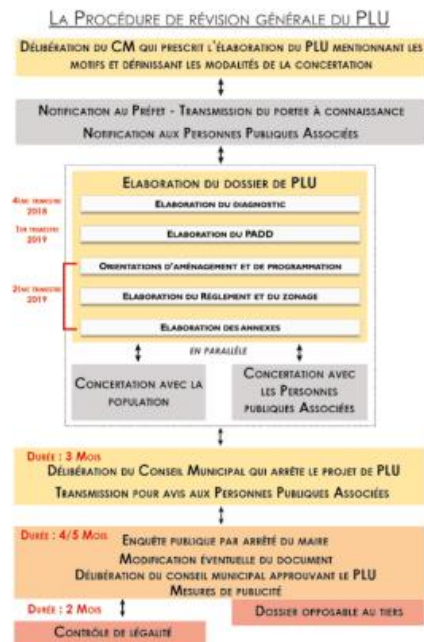 LA PROCÉDURE DE RÉVISION GÉNÉRALE DU PLU
DÉLIBÉRATION DU CM QUI PRESCRIT L'ÉLABORATION DU PLU MENTIONNANT LES
MOTIFS ET DÉFINISSANT LES MODALITÉS DE LA CONCERTATION
NOTIFICATION AU PRÉFET - TRANSMISSION DU PORTER À CONNAISSANCE
NOTIFICATION AUX PERSONNES PUBLIQUES ASSOCIÉES
ELABORATION DU DOSSIER DE PLU
4ÈME TRIMESTRE
2018
ELABORATION DU DIAGNOSTIC
1ER TRIMESTRE
2019
ELABORATION DU PADD
ORIENTATIONS D'AMÉNAGEMENT ET DE PROGRAMMATION
2ÈME TRIMESTRE
2019
ELABORATION DU RÈGLEMENT ET DU ZONAGE
ELABORATION DES ANNEXES
EN PARALLÈLE
CONCERTATION AVEC LA
POPULATION
CONCERTATION AVEC
LES PERSONNES
PUBLIQUES ASSOCIÉES
DURÉE : 3 MOIS
DÉLIBÉRATION DU CONSEIL MUNICIPAL QUI ARRÊTE LE PROJET DE PLU
TRANSMISSION POUR AVIS AUX PERSONNES PUBLIQUES ASSOCIÉES
DURÉE : 4/5 MOIS
ENQUÊTE PUBLIQUE PAR ARRÊTÉ DU MAIRE
MODIFICATION ÉVENTUELLE DU DOCUMENT
DÉLIBÉRATION DU CONSEIL MUNICIPAL APPROUVANT LE PLU
MESURES DE PUBLICITÉ
DURÉE : 2 MOIS
DOSSIER OPPOSABLE AU TIERS
CONTRÔLE DE LÉGALITÉ